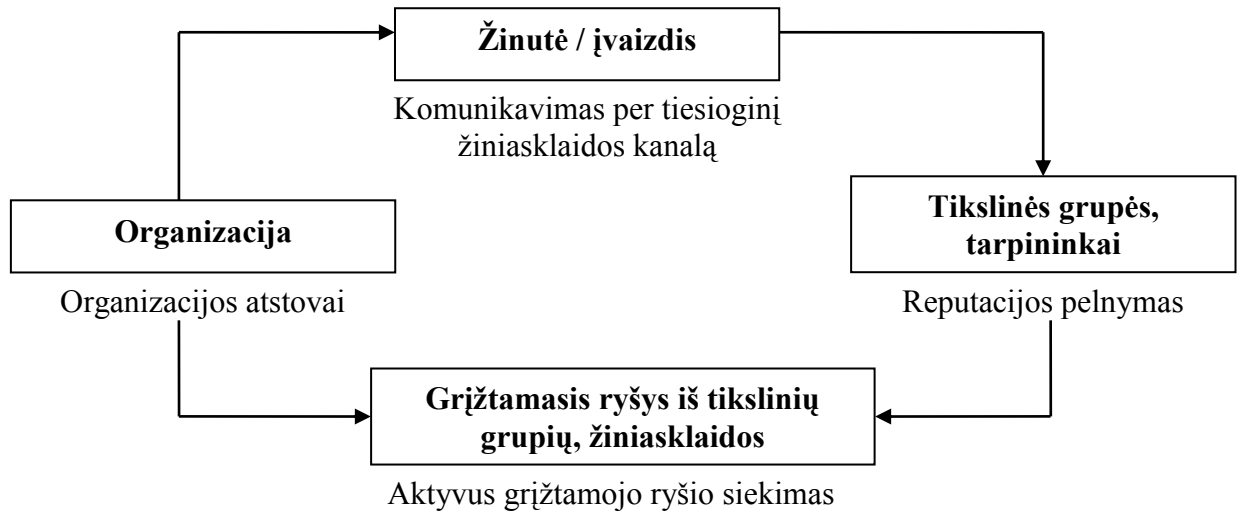 Žinutė / įvaizdis
Komunikavimas per tiesioginį
žiniasklaidos kanalą
Organizacija
Organizacijos atstovai
Tikslinės grupės,
tarpininkai
Reputacijos pelnymas
Grįžtamasis ryšys iš tikslinių
grupių, žiniasklaidos
Aktyvus grįžtamojo ryšio siekimas